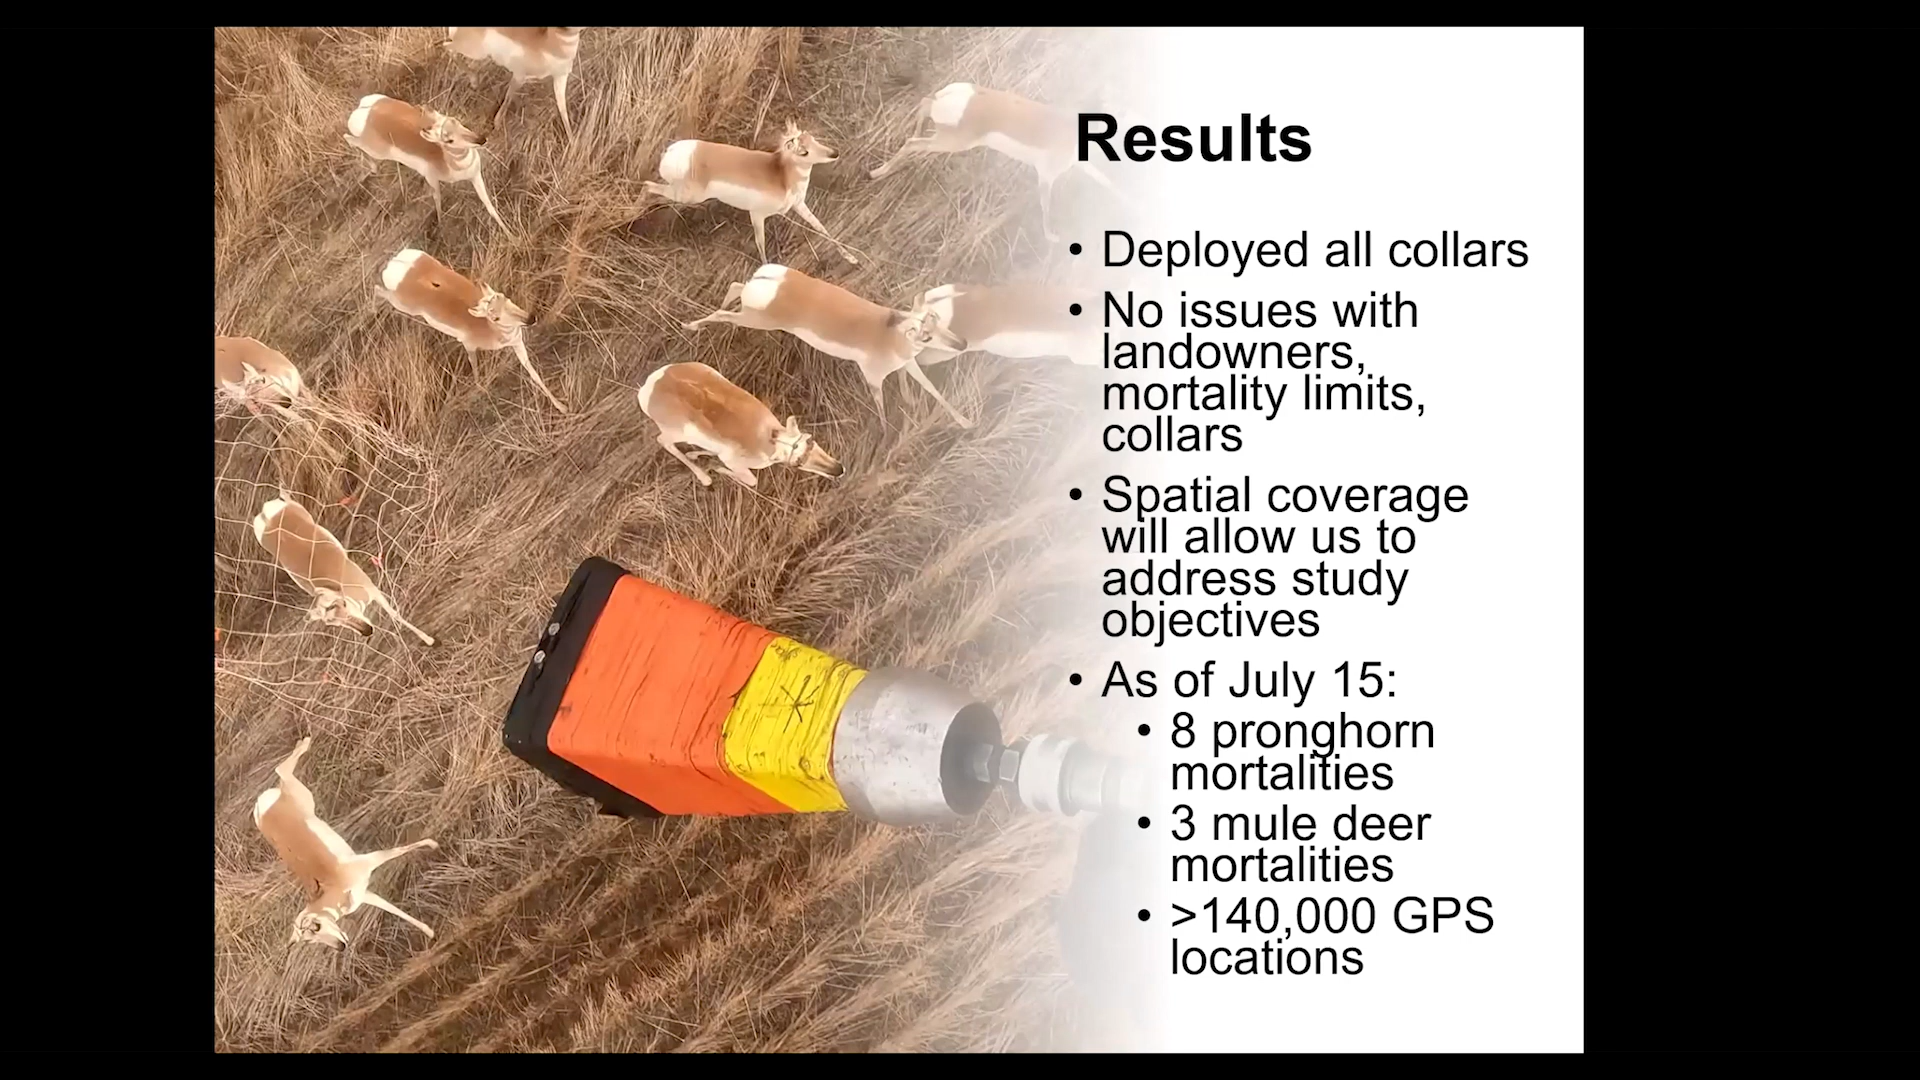 Results
• Deployed all collars
• No issues with
landowners,
mortality limits,
collars
• Spatial coverage
will allow us to
address study
objectives
• As of July 15:
• 8 pronghorn
mortalities
• 3 mule deer
mortalities
• >140,000 GPS
locations